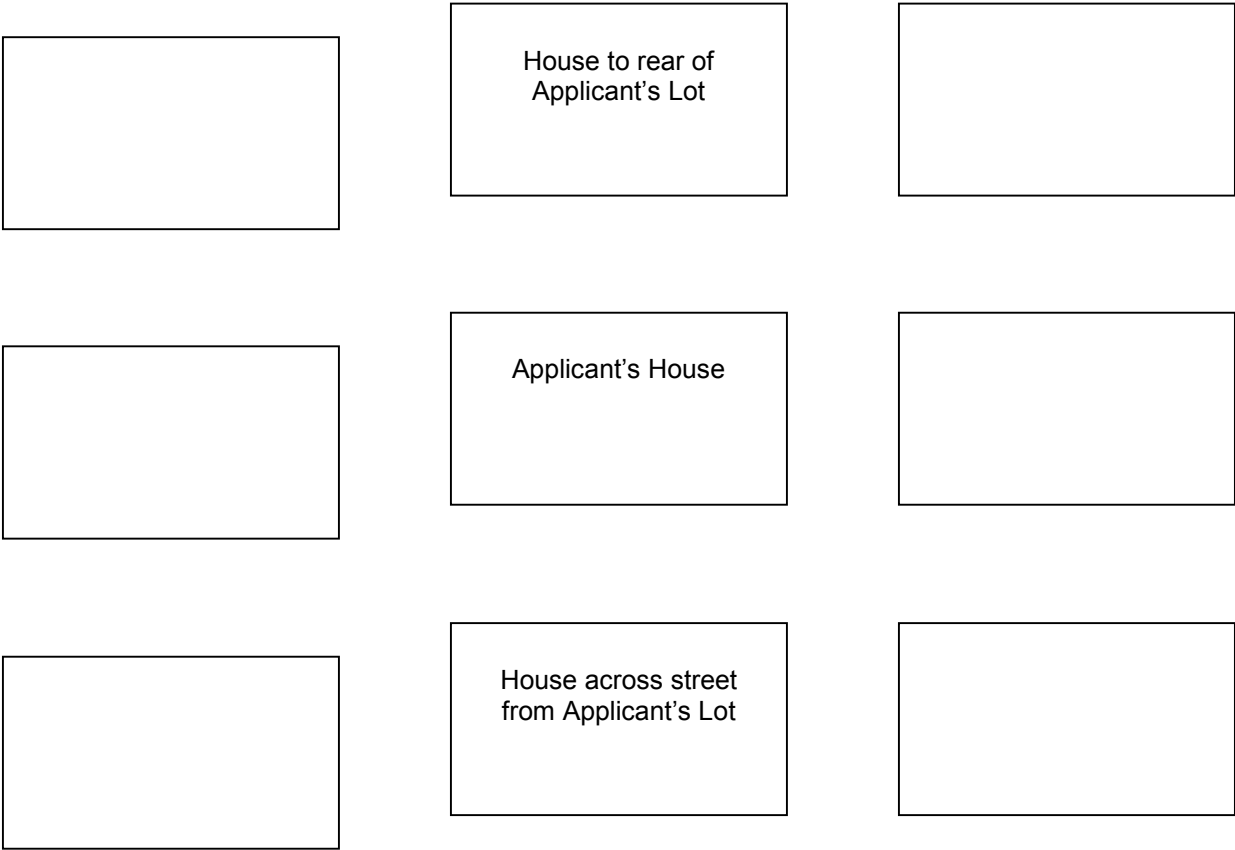 House to rear of
Applicant’s Lot
Applicant’s House
House across street
from Applicant’s Lot